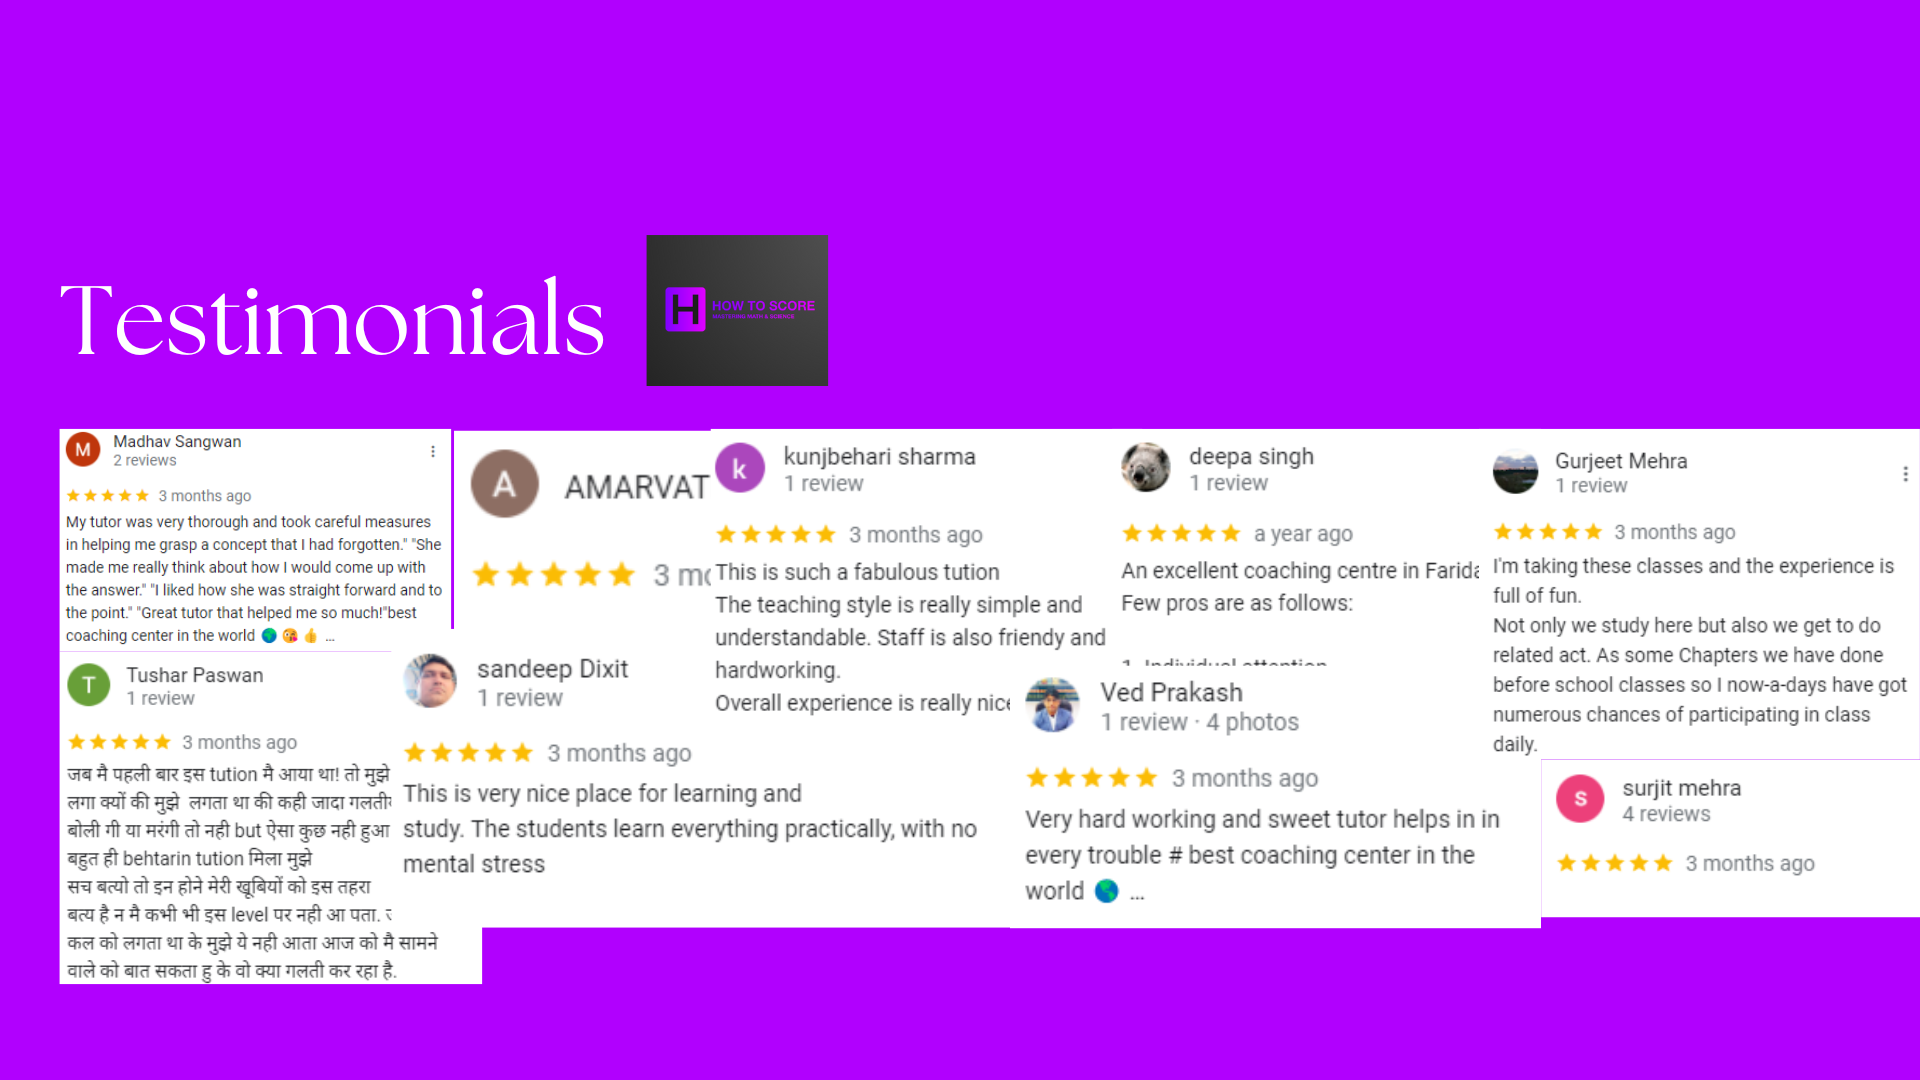 Testimonials
H HOW TO SCORE
Madhav Sangwan
2 reviews
3 months ago
My tutor was very thorough and took careful measures
in helping me grasp a concept that I had forgotten." "She
made me really think about how I would come up with
the answer." "I liked how she was straight forward and to
the point." "Great tutor that helped me so much!"best
coaching center in the world 🌎 😘 👍 ...
A
AMARVAT
3 mo
k
kunjbehari sharma
1 review
3 months ago
This is such a fabulous tution
The teaching style is really simple and
understandable. Staff is also friendy and
hardworking.
Overall experience is really nice
deepa singh
1 review
a year ago
An excellent coaching centre in Farida
Few pros are as follows:
1. Individual attention
Gurjeet Mehra
1 review
3 months ago
I'm taking these classes and the experience is
full of fun.
Not only we study here but also we get to do
related act. As some Chapters we have done
before school classes so I now-a-days have got
numerous chances of participating in class
daily.
T
Tushar Paswan
1 review
3 months ago
जब मै पहली बार इस tution मै आया था! तो मुझे
लगा क्यों की मुझे लगता था की कही जादा गलती
बोली गी या मरंगी तो नही but ऐसा कुछ नही हुआ
बहुत ही behtarin tution मिला मुझे
सच बत्यो तो इन होने मेरी खूबियों को इस तहरा
बत्य है न मै कभी भी इस level पर नही आ पता.
कल को लगता था के मुझे ये नही आता आज को मै सामने
वाले को बात सकता हु के वो क्या गलती कर रहा है.
sandeep Dixit
1 review
3 months ago
This is very nice place for learning and
study. The students learn everything practically, with no
mental stress
Ved Prakash
1 review · 4 photos
3 months ago
Very hard working and sweet tutor helps in in
every trouble # best coaching center in the
world 🌎 ...
s
surjit mehra
4 reviews
3 months ago